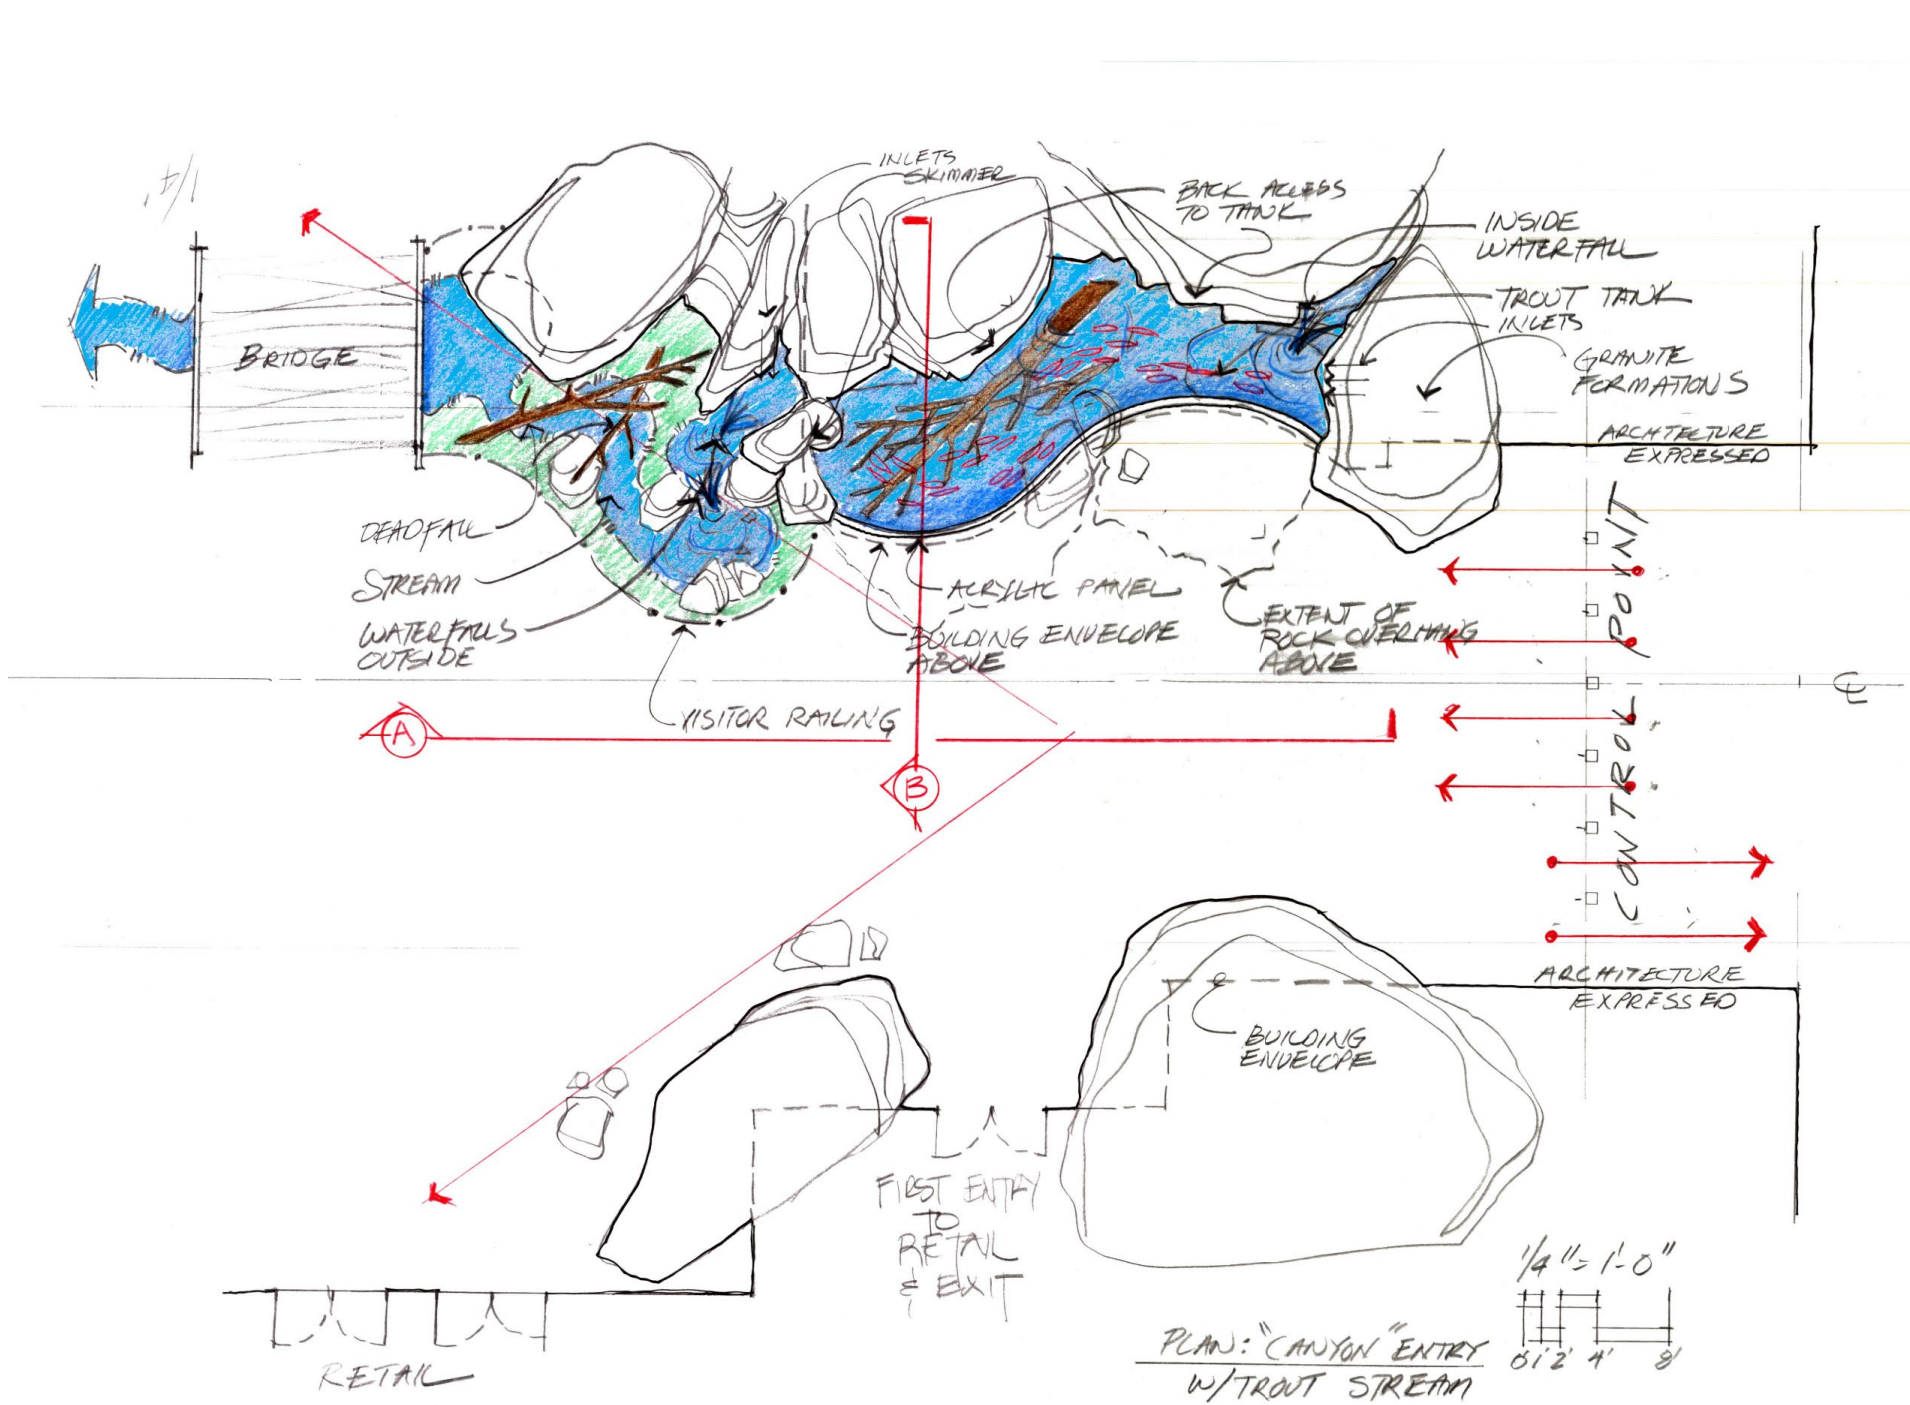 1/4"
INLETS
SKIMMER
BACK ACCESS
TO TANK
INSIDE
WATERFALL
TROUT TANK
INLETS
GRANITE
FORMATIONS
ARCHITECTURE
EXPRESSED
BRIDGE
DEADFALL
STREAM
WATERFALLS
OUTSIDE
VISITOR RAILING
ACRYLIC PANEL
BUILDING ENVELOPE
ABOVE
EXTENT OF
ROCK OVERHANG
ABOVE
CONTROL POINT
CL
A
B
ARCHITECTURE
EXPRESSED
BUILDING
ENVELOPE
FIRST ENTRY
TO
RETAIL
& EXIT
RETAIL
1/4" = 1'-0"
0 1' 2' 4' 8'
PLAN: "CANYON" ENTRY
W/TROUT STREAM